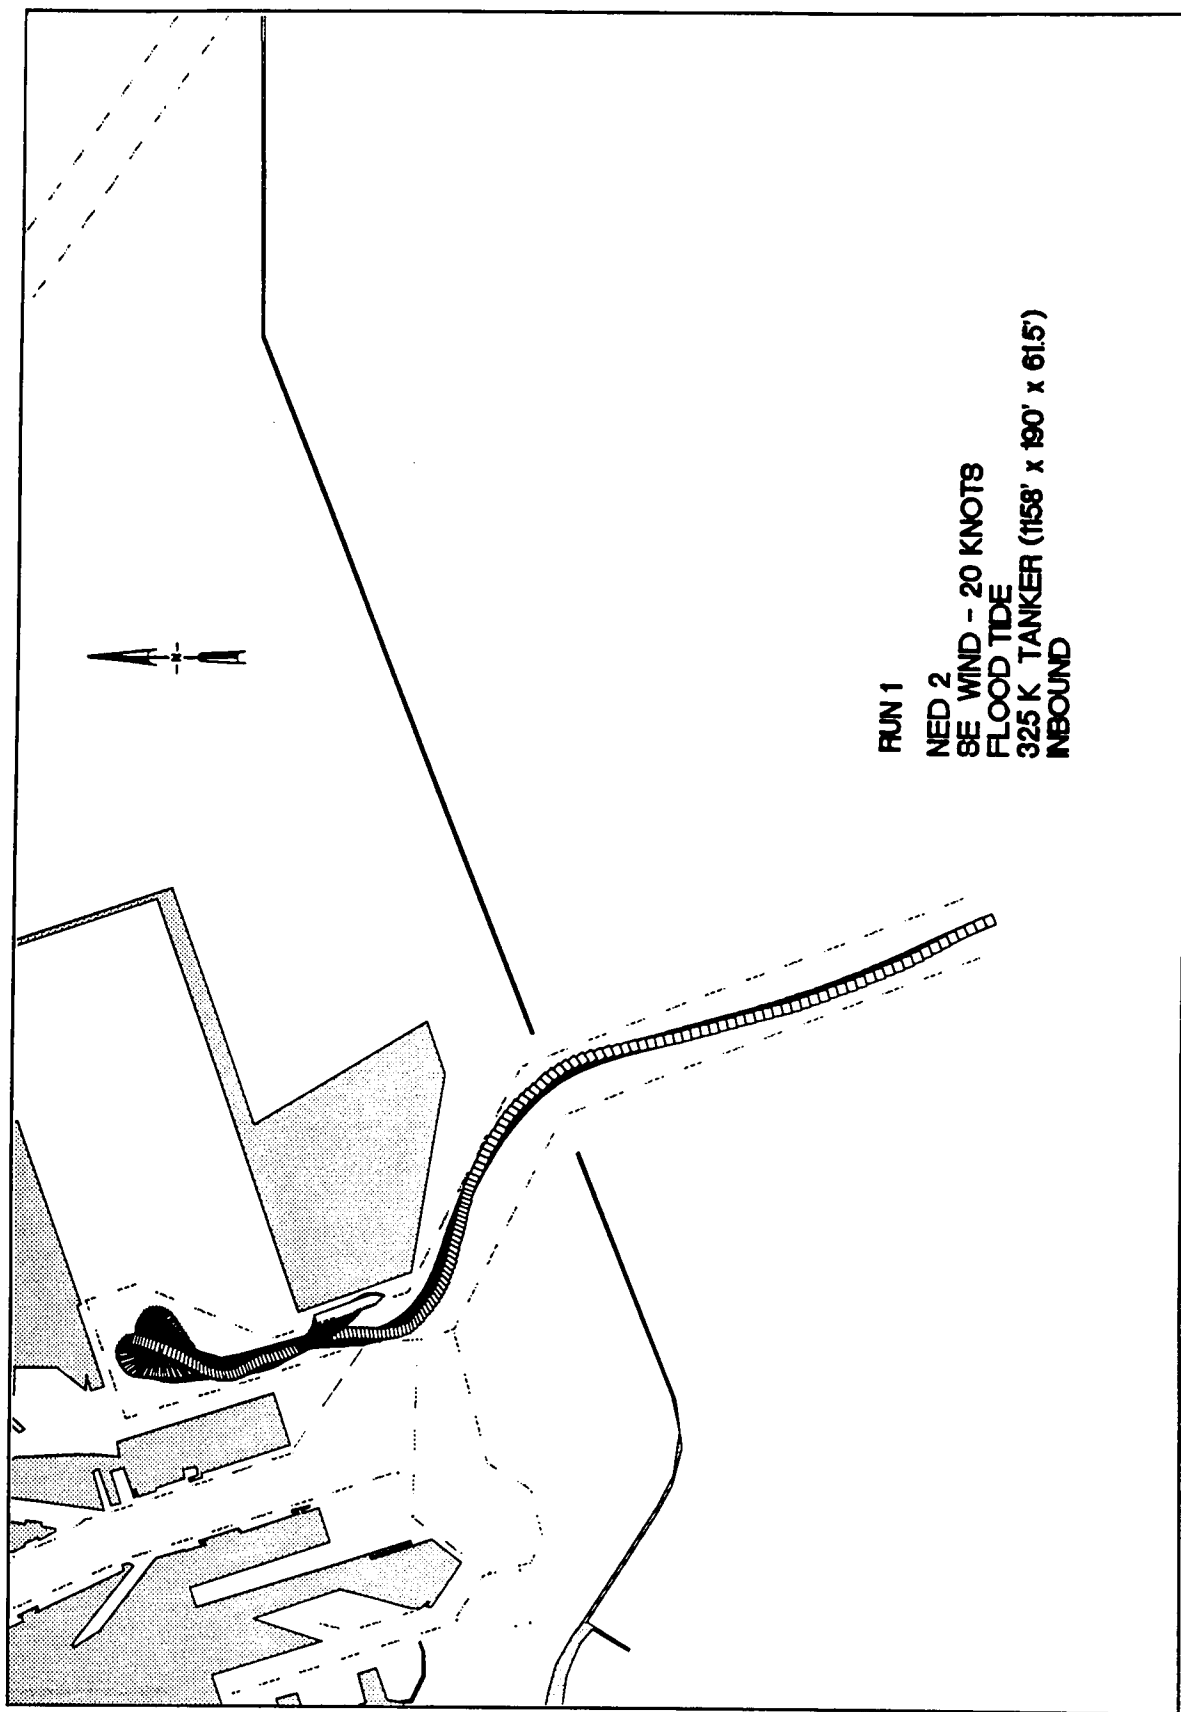 RUN 1
NED 2
SE WIND - 20 KNOTS
FLOOD TIDE
325 K TANKER (1158' x 190' x 61.5')
INBOUND